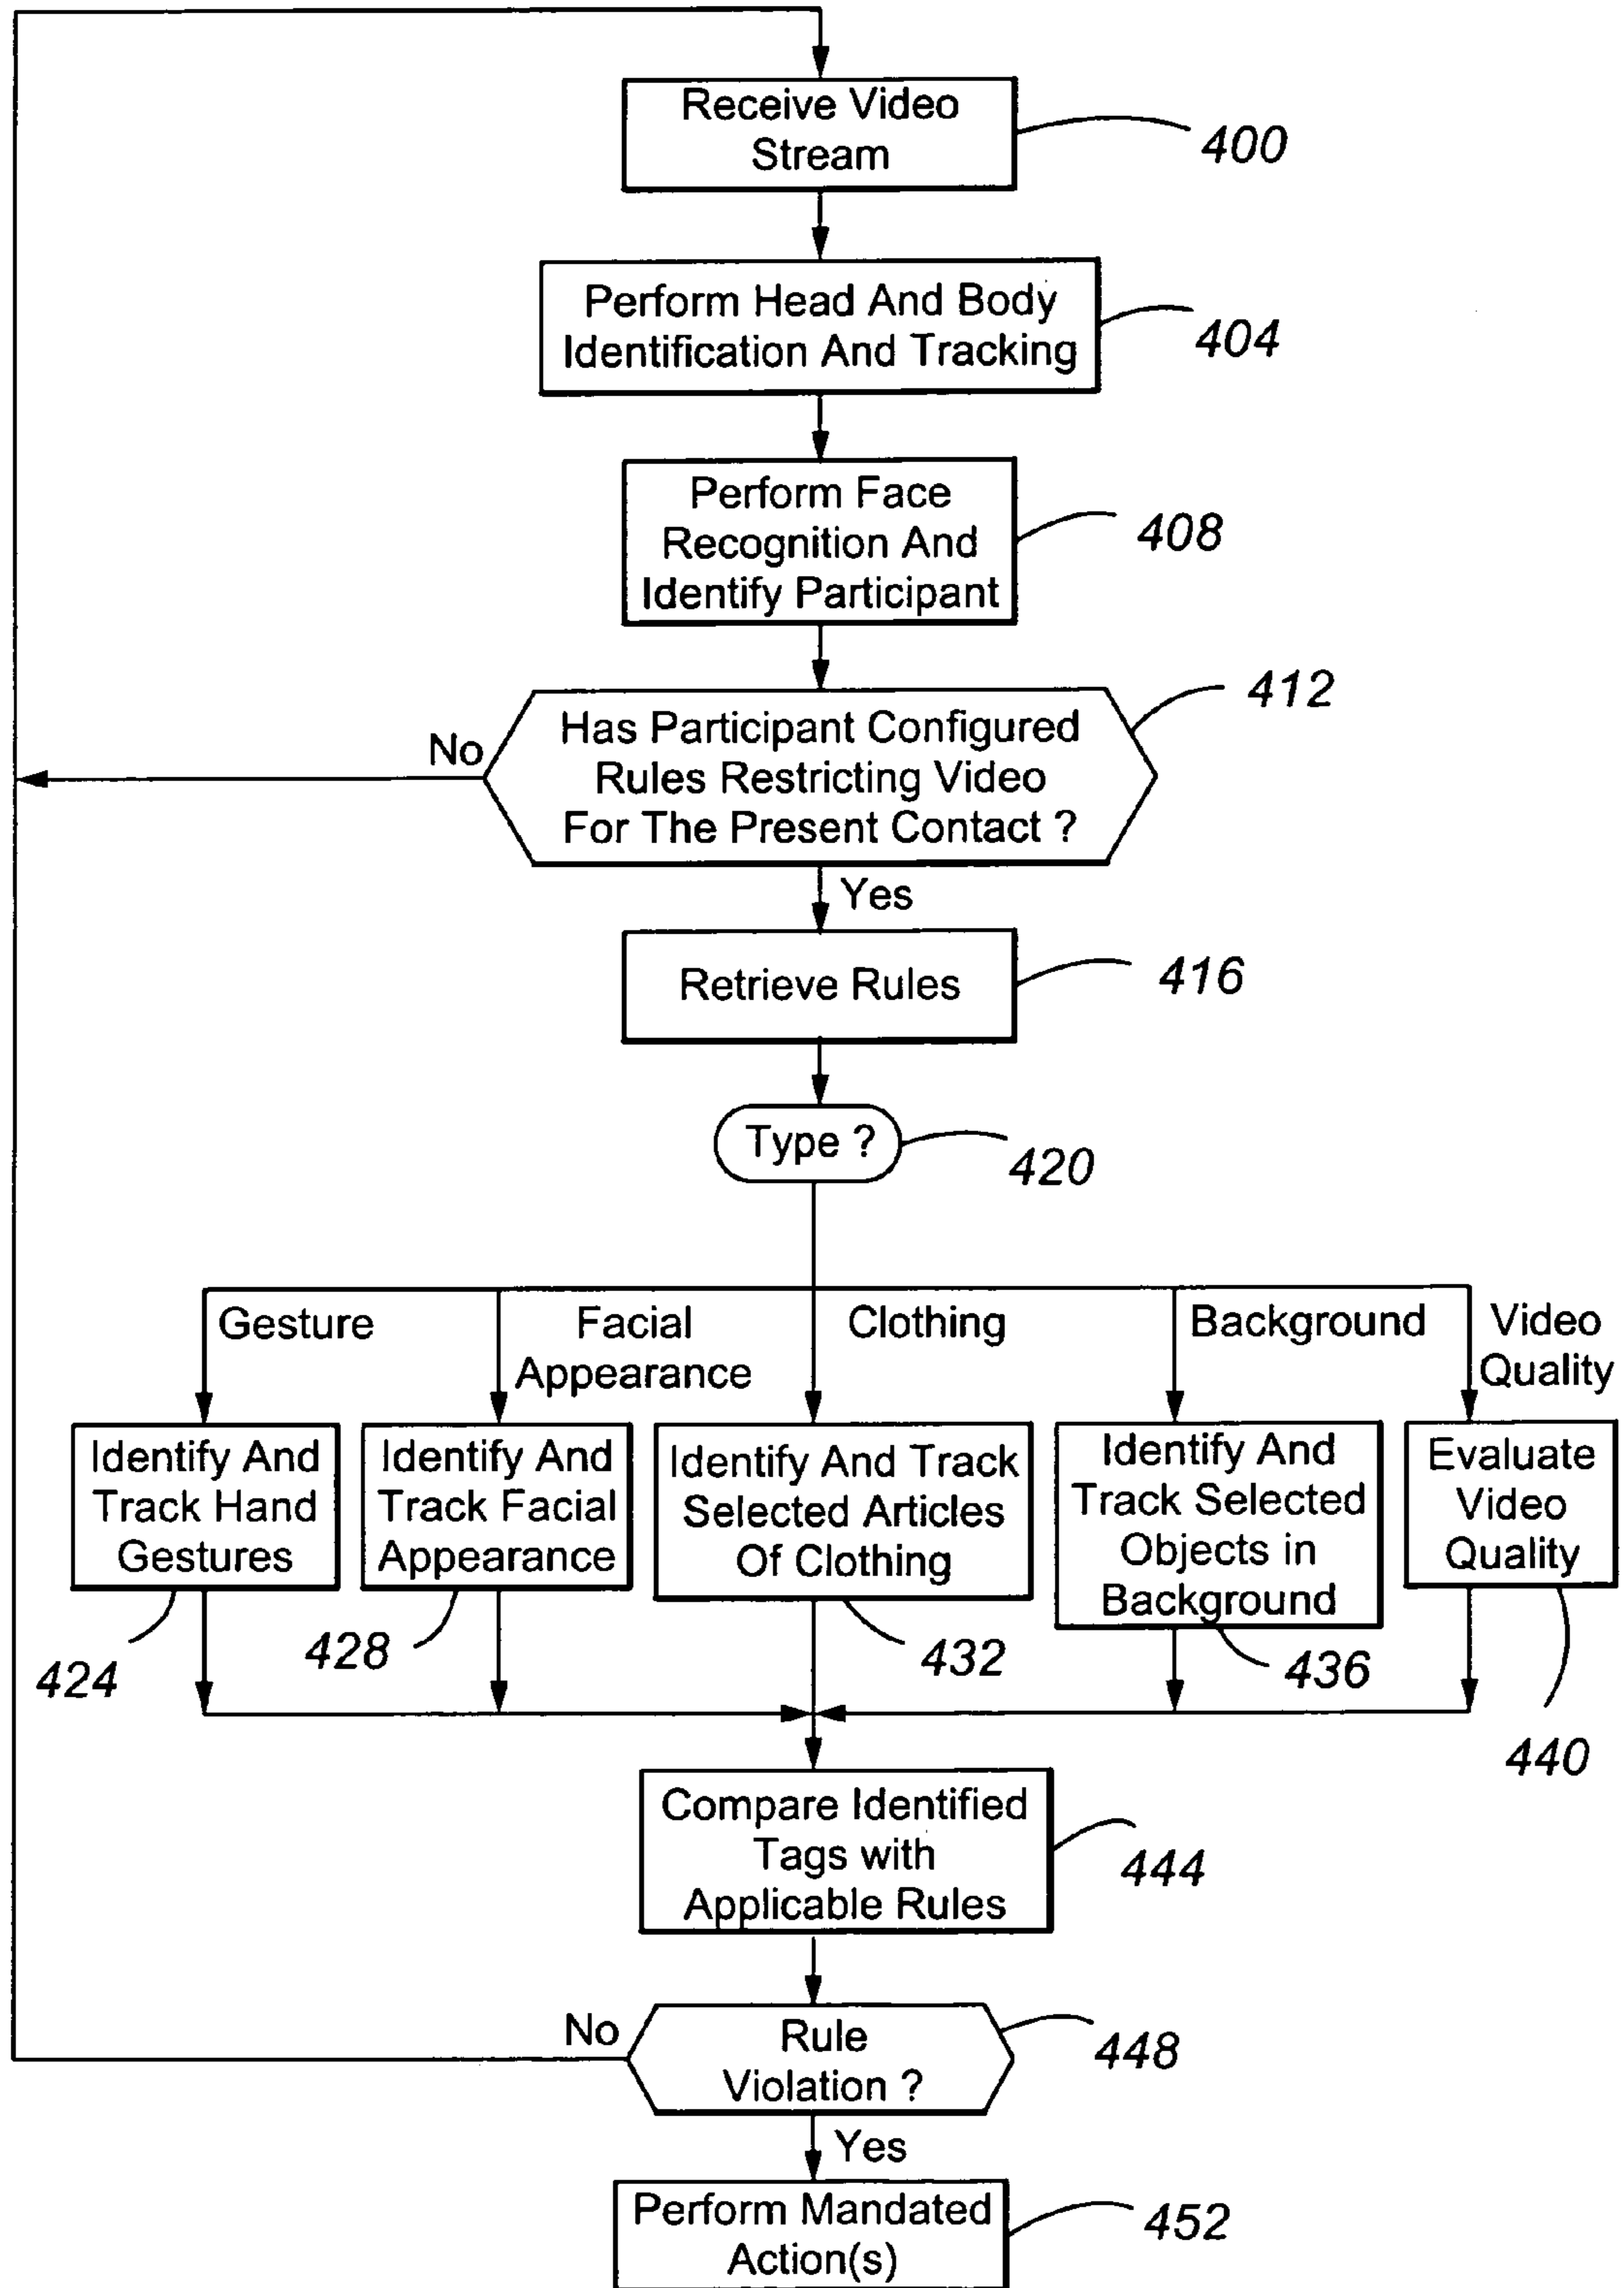 Receive Video
Stream
400
Perform Head And Body
Identification And Tracking
404
Perform Face
Recognition And
Identify Participant
408
Has Participant Configured
Rules Restricting Video
For The Present Contact ?
412
No
Yes
Retrieve Rules
416
Type ?
420
Gesture
Facial
Appearance
Clothing
Background
Video
Quality
Identify And
Track Hand
Gestures
424
Identify And
Track Facial
Appearance
428
Identify And Track
Selected Articles
Of Clothing
432
Identify And
Track Selected
Objects in
Background
436
Evaluate
Video
Quality
440
Compare Identified
Tags with
Applicable Rules
444
No
Rule
Violation ?
448
Yes
Perform Mandated
Action(s)
452